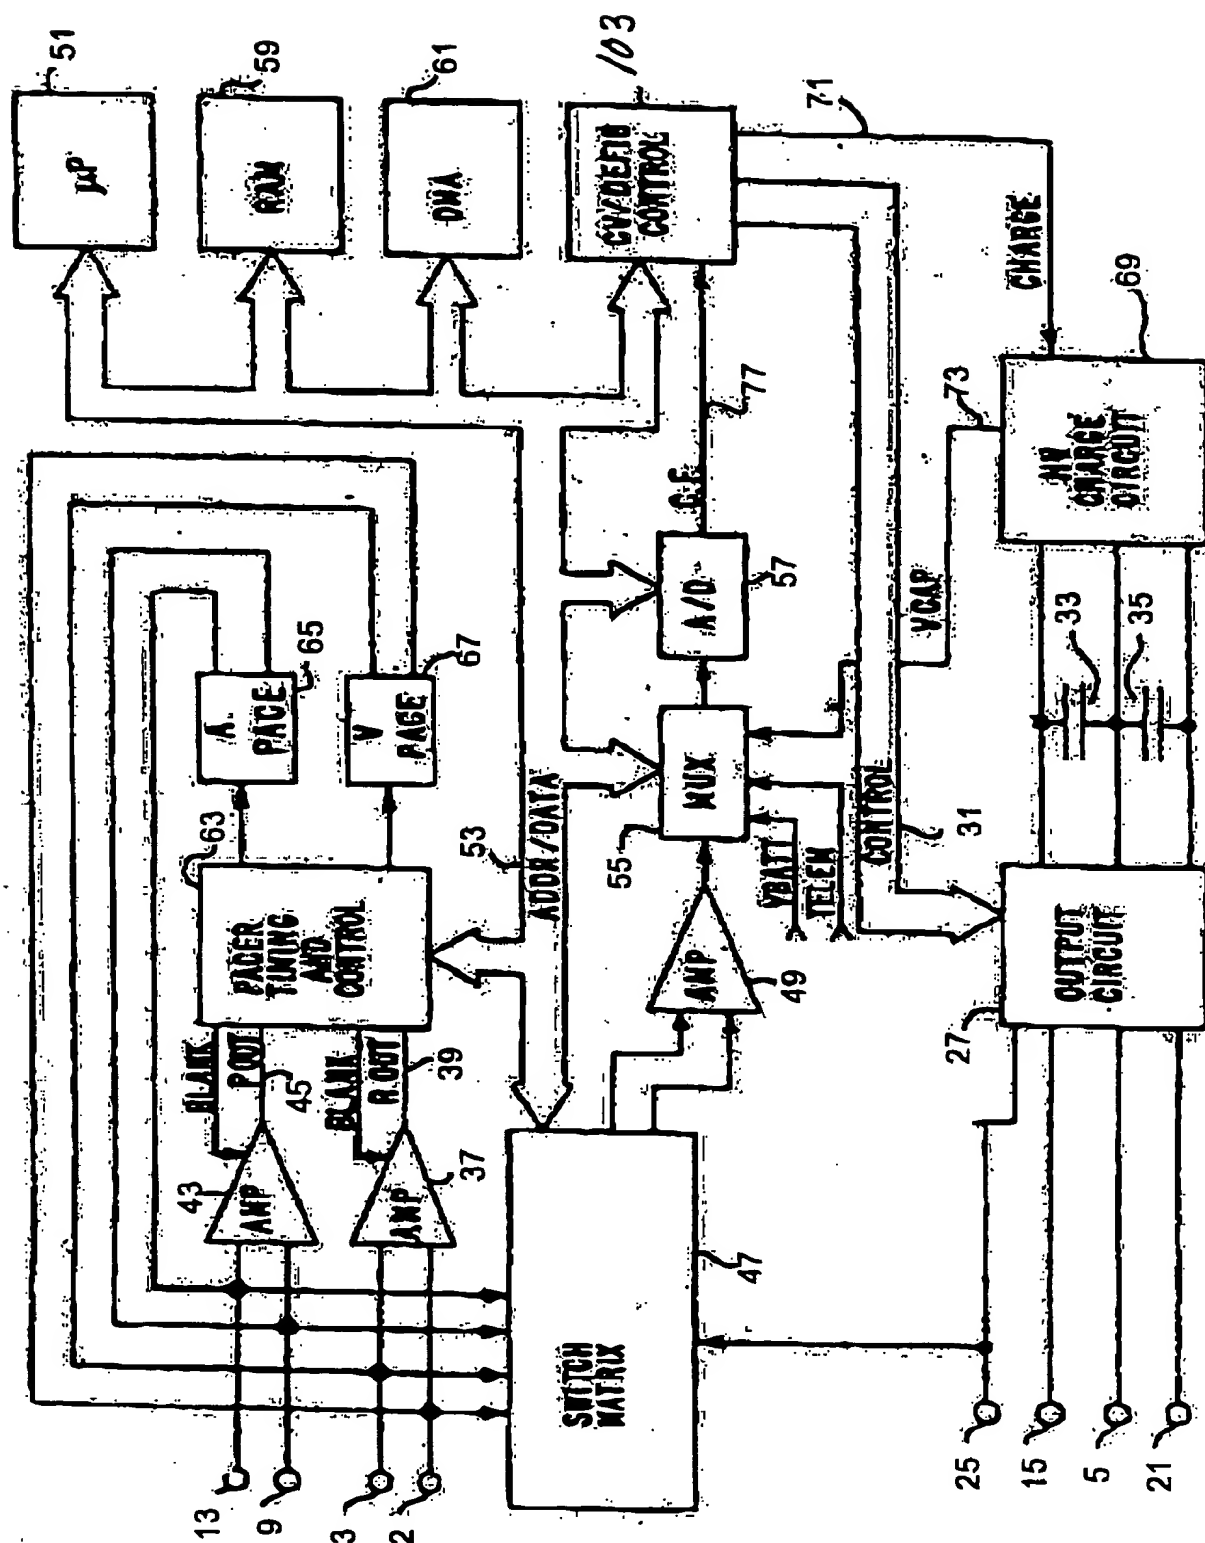 51
μP
59
RAM
61
DMA
103
CV/DEFIB
CONTROL
71
CHARGE
69
HV
CHARGE
CIRCUIT
73
VCAP
77
O.F.
A/D
57
33
35
A
PACE
65
V
PACE
67
63
PACER
TIMING
AND
CONTROL
BLANK
P OUT
45
BLANK
R OUT
39
53
ADDR/DATA
MUX
55
VBATT
TELEM
CONTROL
31
AMP
43
AMP
37
AMP
49
OUTPUT
CIRCUIT
27
SWITCH
MATRIX
47
13
9
3
2
25
15
5
21